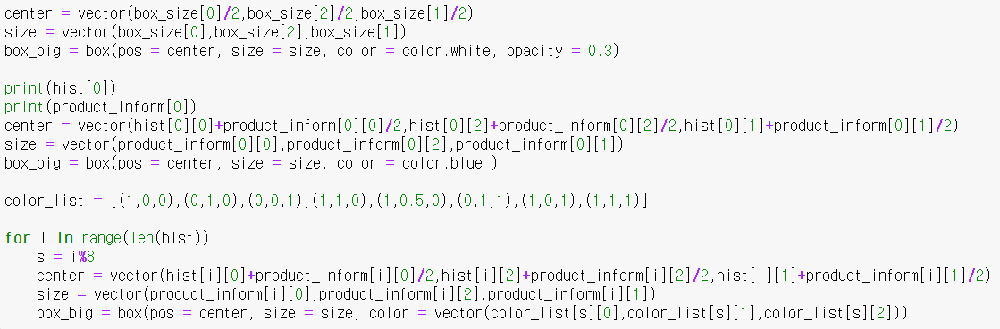 center = vector(box_size[0]/2,box_size[2]/2,box_size[1]/2)
size = vector(box_size[0],box_size[2],box_size[1])
box_big = box(pos = center, size = size, color = color.white, opacity = 0.3)

print(hist[0])
print(product_inform[0])
center = vector(hist[0][0]+product_inform[0][0]/2,hist[0][2]+product_inform[0][2]/2,hist[0][1]+product_inform[0][1]/2)
size = vector(product_inform[0][0],product_inform[0][2],product_inform[0][1])
box_big = box(pos = center, size = size, color = color.blue )

color_list = [(1,0,0),(0,1,0),(0,0,1),(1,1,0),(1,0.5,0),(0,1,1),(1,0,1),(1,1,1)]

for i in range(len(hist)):
    s = i%8
    center = vector(hist[i][0]+product_inform[i][0]/2,hist[i][2]+product_inform[i][2]/2,hist[i][1]+product_inform[i][1]/2)
    size = vector(product_inform[i][0],product_inform[i][2],product_inform[i][1])
    box_big = box(pos = center, size = size, color = vector(color_list[s][0],color_list[s][1],color_list[s][2]))